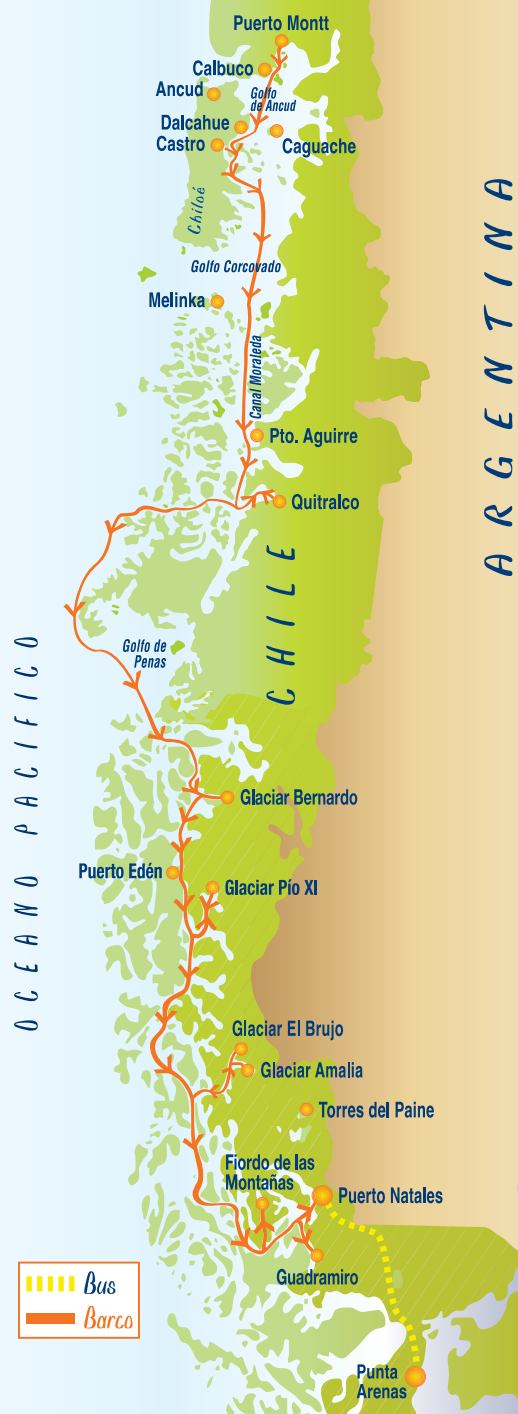 Puerto Montt
Calbuco
Ancud
Golfo
de Ancud
Dalcahue
Castro
Caguache
Chiloé
Golfo Corcovado
Melinka
Canal Moraleda
Pto. Aguirre
Quitralco
ARGENTINA
CHILE
OCEANO PACIFICO
Golfo de
Penas
Glaciar Bernardo
Puerto Edén
Glaciar Pío XI
Glaciar El Brujo
Glaciar Amalia
Torres del Paine
Fiordo de las
Montañas
Puerto Natales
Guadramiro
Bus
Barco
Punta
Arenas